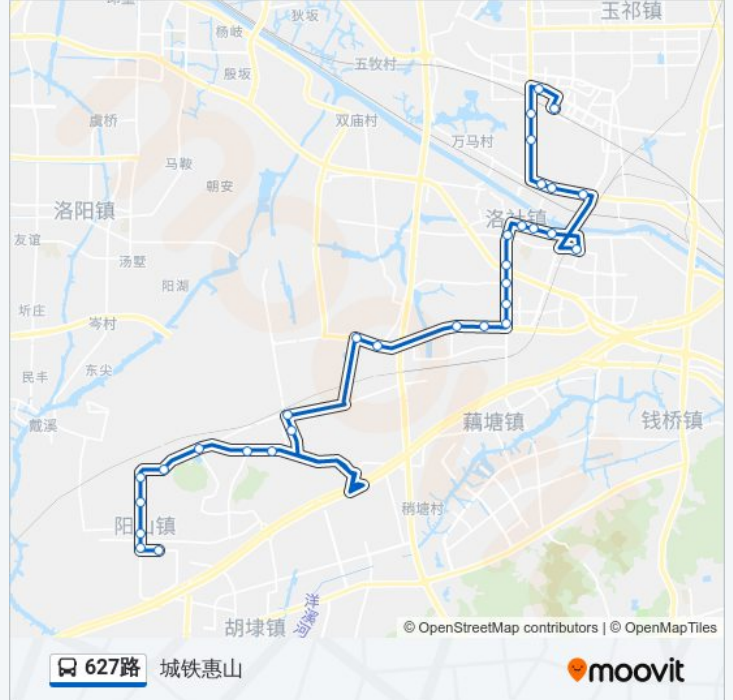 玉祁镇
狄坂
杨岐
五牧村
殷坂
虞桥
双庙村
万马村
马鞍
朝安
洛阳镇
洛社镇
友谊
汤墅
阳湖
圻庄
岑村
东尖
民丰
戴溪
藕塘镇
钱桥镇
稍塘村
阳山镇
胡埭镇
© OpenStreetMap contributors | © OpenMapTiles
627路 城铁惠山
moovit